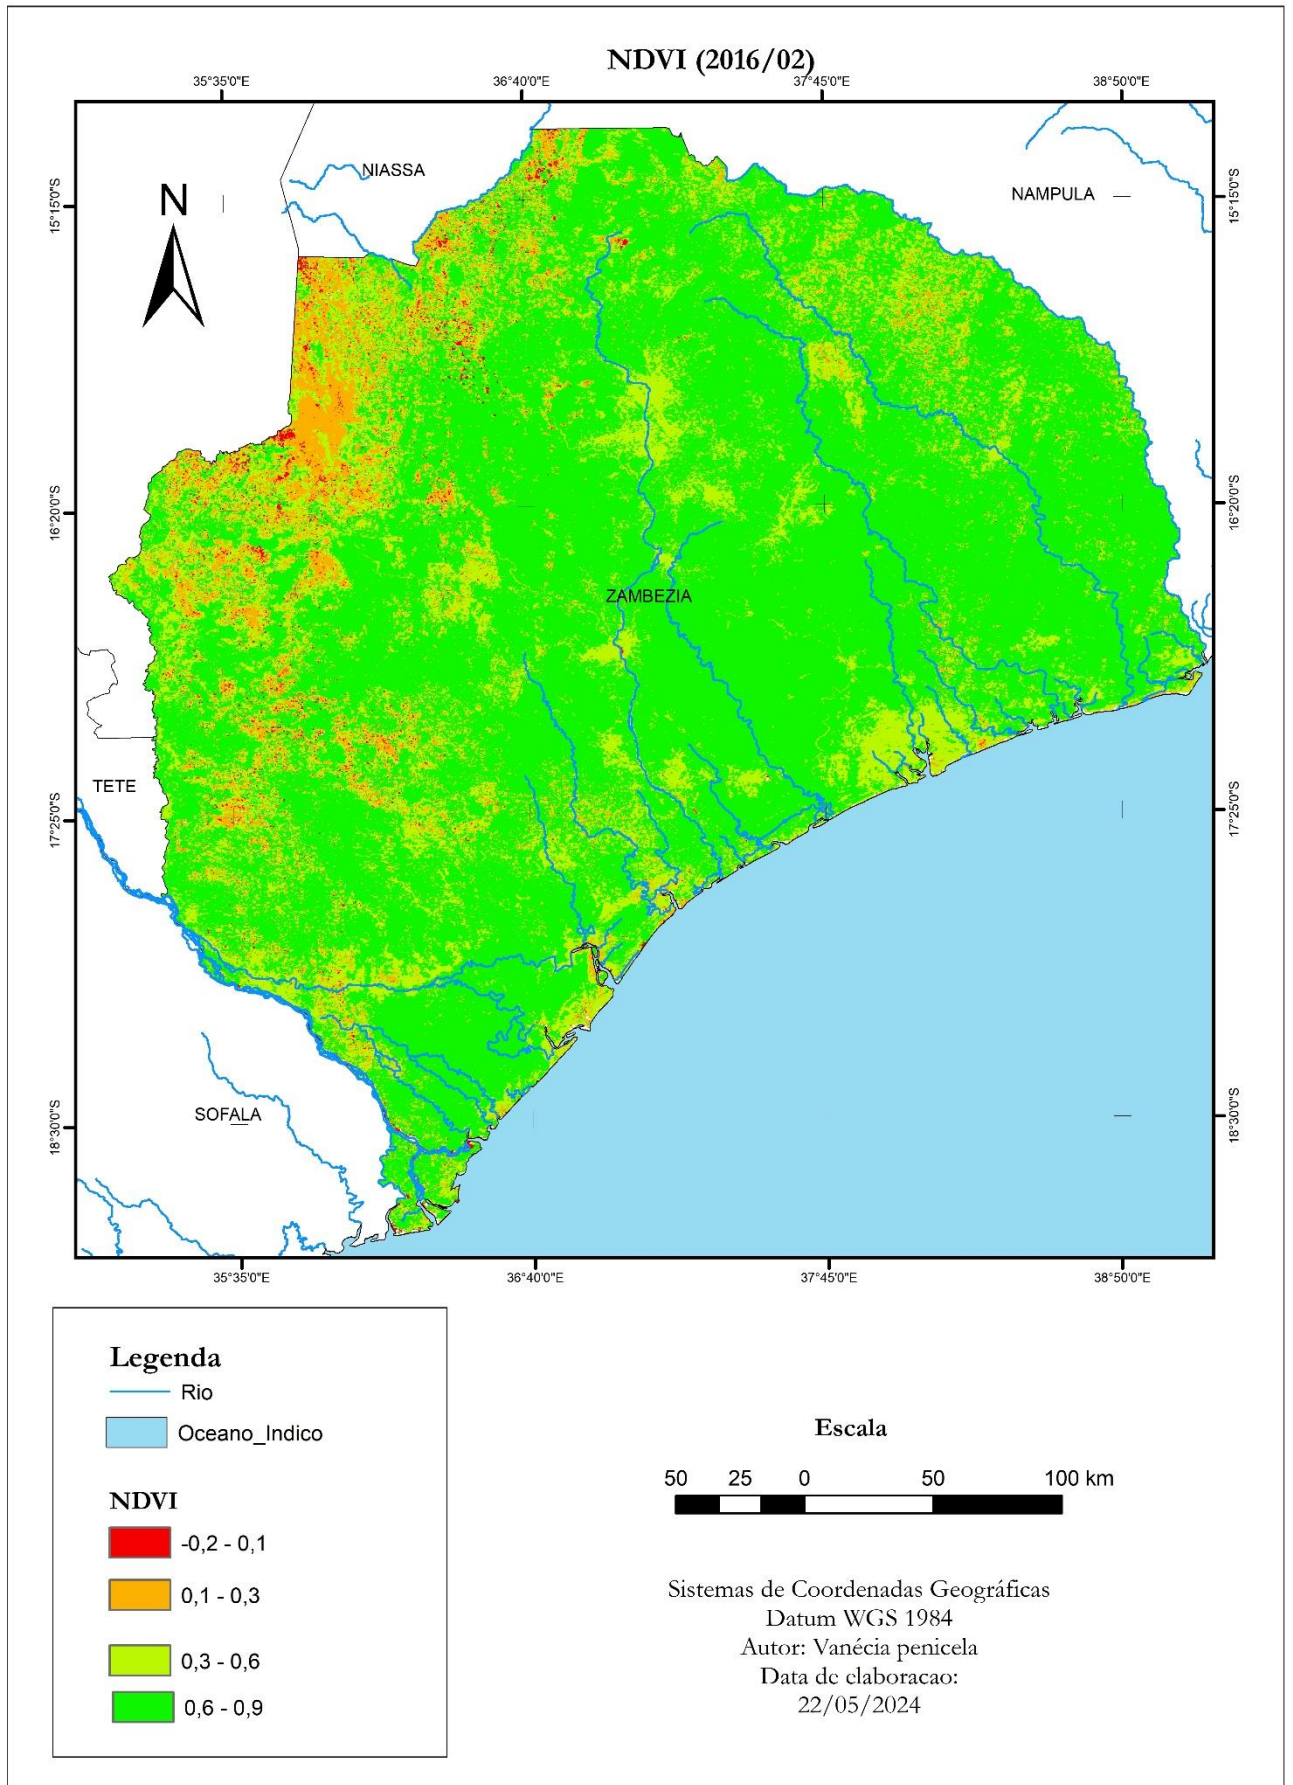 NDVI (2016/02)
35°35'0"E 36°40'0"E 37°45'0"E 38°50'0"E
NIASSA
NAMPULA
N
15°15'0"S 15°15'0"S
16°20'0"S 16°20'0"S
ZAMBEZIA
TETE
17°25'0"S 17°25'0"S
SOFALA
18°30'0"S 18°30'0"S
35°35'0"E 36°40'0"E 37°45'0"E 38°50'0"E
Legenda
Rio
Oceano_Indico
NDVI
-0,2 - 0,1
0,1 - 0,3
0,3 - 0,6
0,6 - 0,9
Escala
50 25 0 50 100 km
Sistemas de Coordenadas Geográficas
Datum WGS 1984
Autor: Vanécia penicela
Data de elaboracao:
22/05/2024